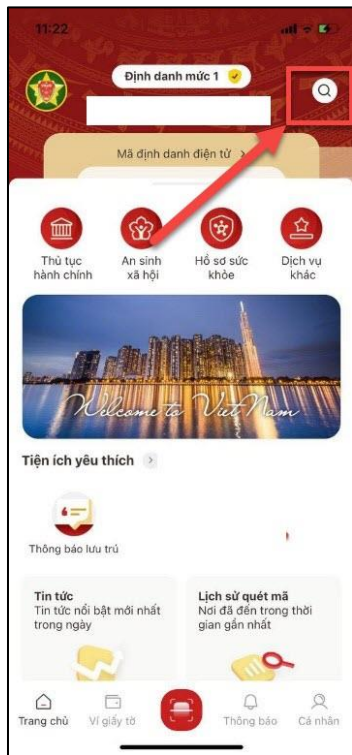 11:22
Định danh mức 1
Mã định danh điện tử >
Thủ tục
hành chính
An sinh
xã hội
Hồ sơ sức
khỏe
Dịch vụ
khác
Welcome to VietNam
Tiện ích yêu thích >
Thông báo lưu trú
Tin tức
Tin tức nổi bật mới nhất
trong ngày
Lịch sử quét mã
Nơi đã đến trong thời
gian gần nhất
Trang chủ
Ví giấy tờ
Thông báo
Cá nhân